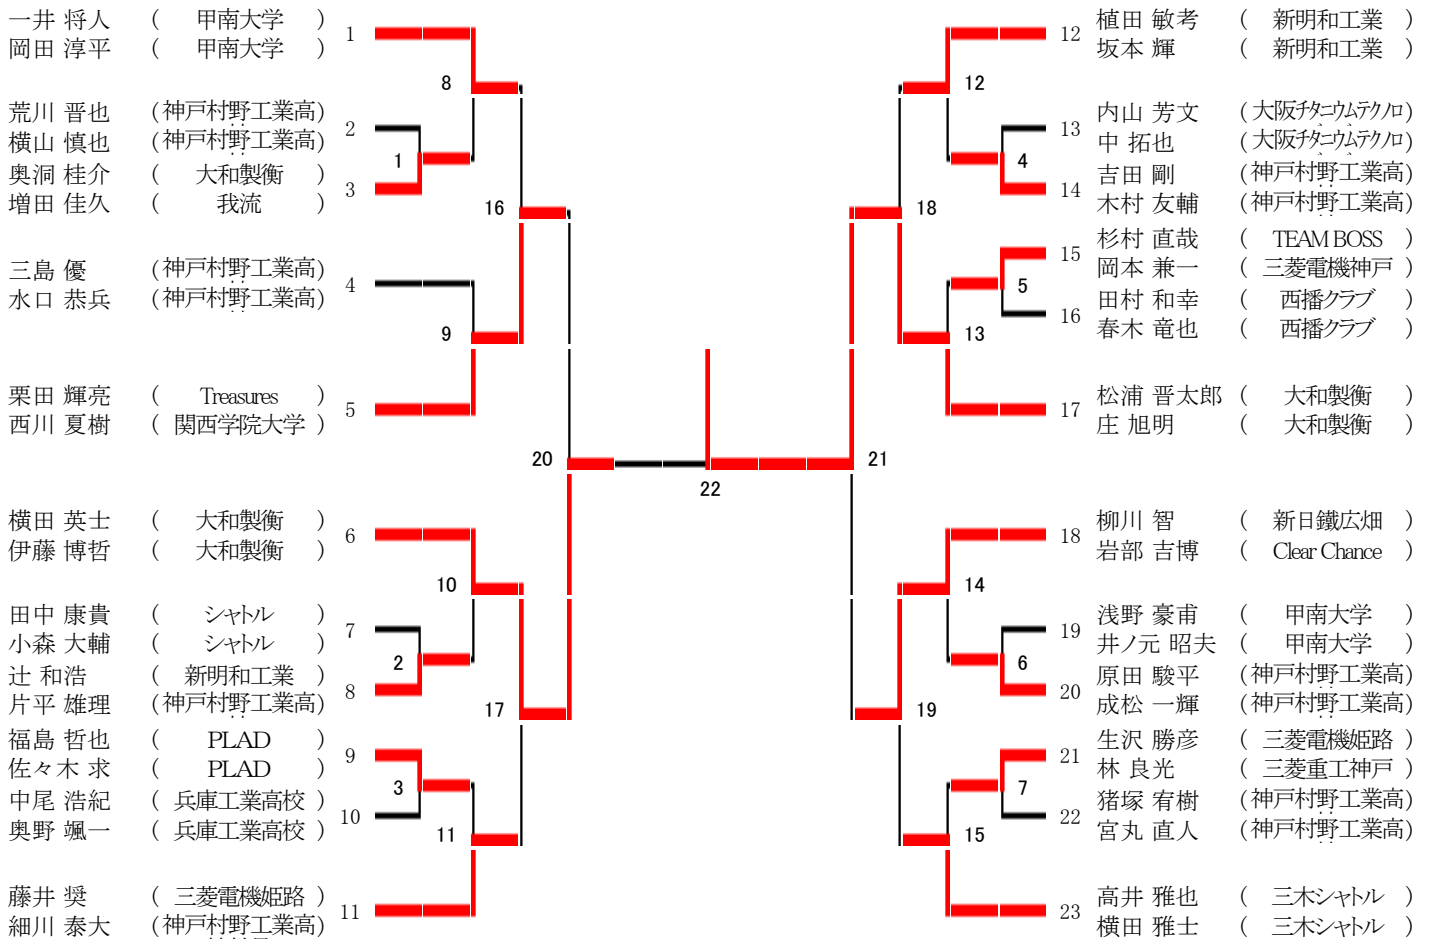 一井 将人 ( 甲南大学 ) 1
岡田 淳平 ( 甲南大学 )
8
荒川 晋也 (神戸村野工業高) 2
横山 慎也 (神戸村野工業高)
1
奥洞 桂介 ( 大和製衡 ) 3
増田 佳久 ( 我流 )
16
三島 優 (神戸村野工業高) 4
水口 恭兵 (神戸村野工業高)
9
栗田 輝亮 ( Treasures ) 5
西川 夏樹 ( 関西学院大学 )
20
横田 英士 ( 大和製衡 ) 6
伊藤 博哲 ( 大和製衡 )
10
田中 康貴 ( シャトル ) 7
小森 大輔 ( シャトル )
2
辻 和浩 ( 新明和工業 ) 8
片平 雄理 (神戸村野工業高)
17
福島 哲也 ( PLAD ) 9
佐々木 求 ( PLAD )
3
中尾 浩紀 ( 兵庫工業高校 ) 10
奥野 颯一 ( 兵庫工業高校 )
11
藤井 奨 ( 三菱電機姫路 ) 11
細川 泰大 (神戸村野工業高)
22
12 植田 敏考 ( 新明和工業 )
坂本 輝 ( 新明和工業 )
12
13 内山 芳文 (大阪チタニウムテクノロ)
中 拓也 (大阪チタニウムテクノロ)
4
14 吉田 剛 (神戸村野工業高)
木村 友輔 (神戸村野工業高)
18
15 杉村 直哉 ( TEAM BOSS )
岡本 兼一 ( 三菱電機神戸 )
5
16 田村 和幸 ( 西播クラブ )
春木 竜也 ( 西播クラブ )
13
17 松浦 晋太郎 ( 大和製衡 )
庄 旭明 ( 大和製衡 )
21
18 柳川 智 ( 新日鐵広畑 )
岩部 吉博 ( Clear Chance )
14
19 浅野 豪甫 ( 甲南大学 )
井ノ元 昭夫 ( 甲南大学 )
6
20 原田 駿平 (神戸村野工業高)
成松 一輝 (神戸村野工業高)
19
21 生沢 勝彦 ( 三菱電機姫路 )
林 良光 ( 三菱重工神戸 )
7
22 猪塚 宥樹 (神戸村野工業高)
宮丸 直人 (神戸村野工業高)
15
23 高井 雅也 ( 三木シャトル )
横田 雅士 ( 三木シャトル )